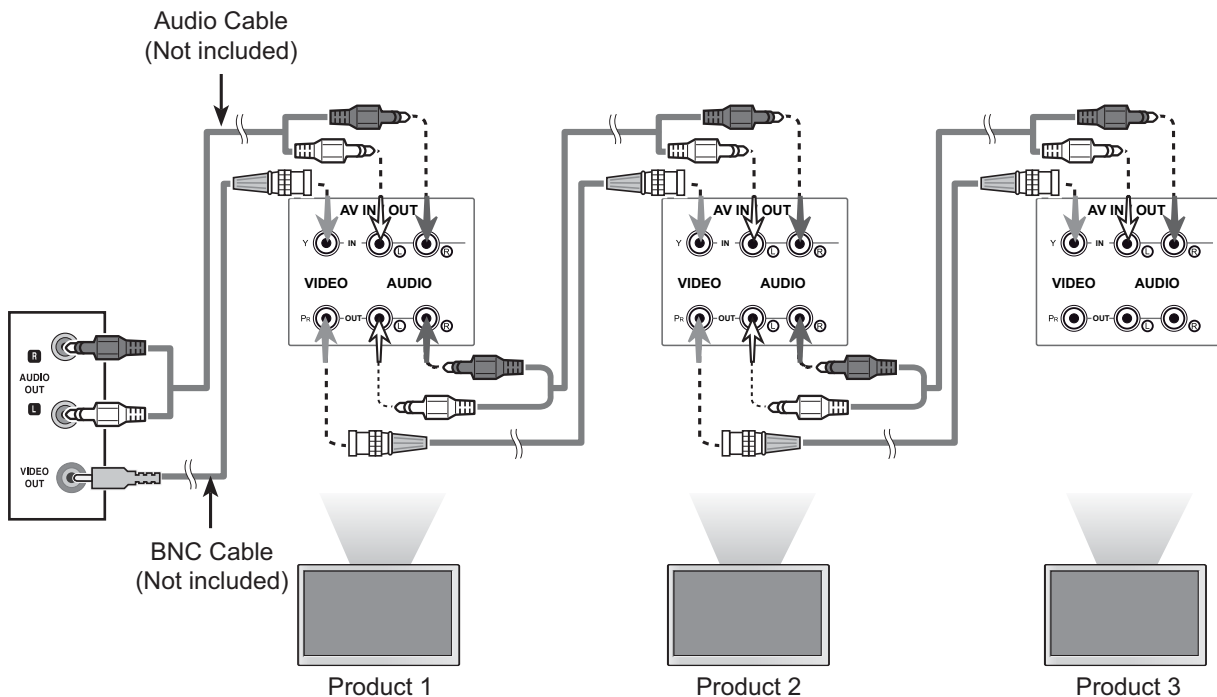 Audio Cable
(Not included)
AV IN OUT
Y IN L R
VIDEO AUDIO
PR OUT L R
AV IN OUT
Y IN L R
VIDEO AUDIO
PR OUT L R
AV IN OUT
Y IN L R
VIDEO AUDIO
PR OUT L R
R
AUDIO
OUT
L
VIDEO
OUT
BNC Cable
(Not included)
Product 1
Product 2
Product 3